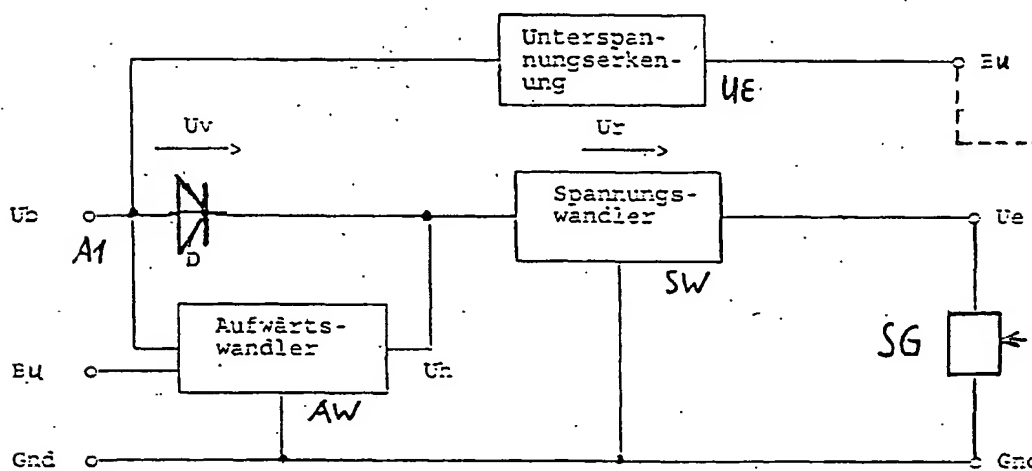 Unterspan-
nungserken-
ung
UE
Eu
Uv
Ur
Ub
A1
D
Spannungs-
wandler
SW
Ue
Aufwärts-
wandler
AW
Uh
Eu
SG
Gnd
Gnd